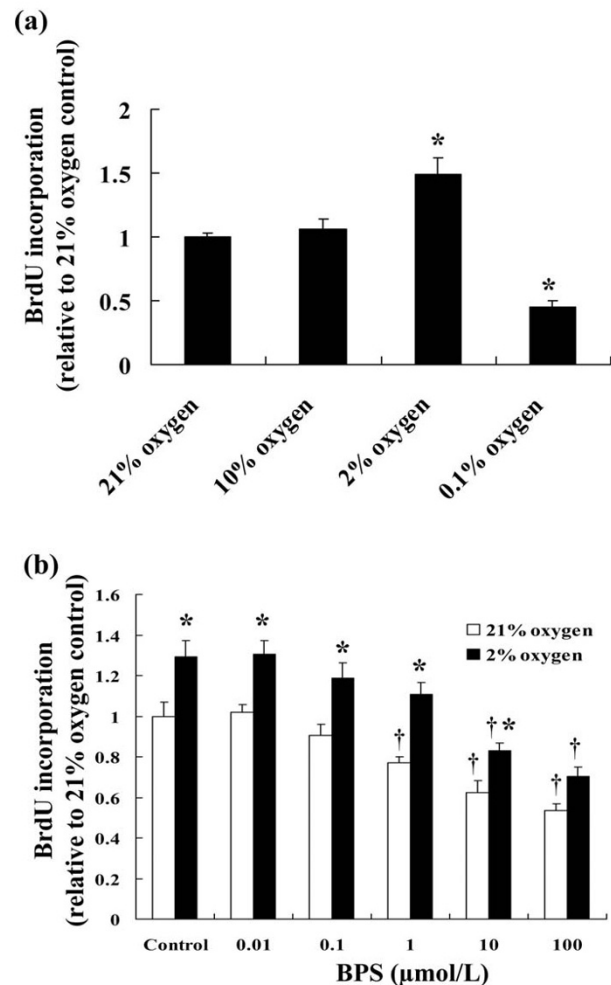 (a)
BrdU incorporation
(relative to 21% oxygen control)
2
1.5
1
0.5
0
*
*
21% oxygen
10% oxygen
2% oxygen
0.1% oxygen
(b)
BrdU incorporation
(relative to 21% oxygen control)
1.6
1.4
1.2
1
0.8
0.6
0.4
0.2
0
21% oxygen
2% oxygen
* * * * † † †* † †
Control 0.01 0.1 1 10 100
BPS (µmol/L)